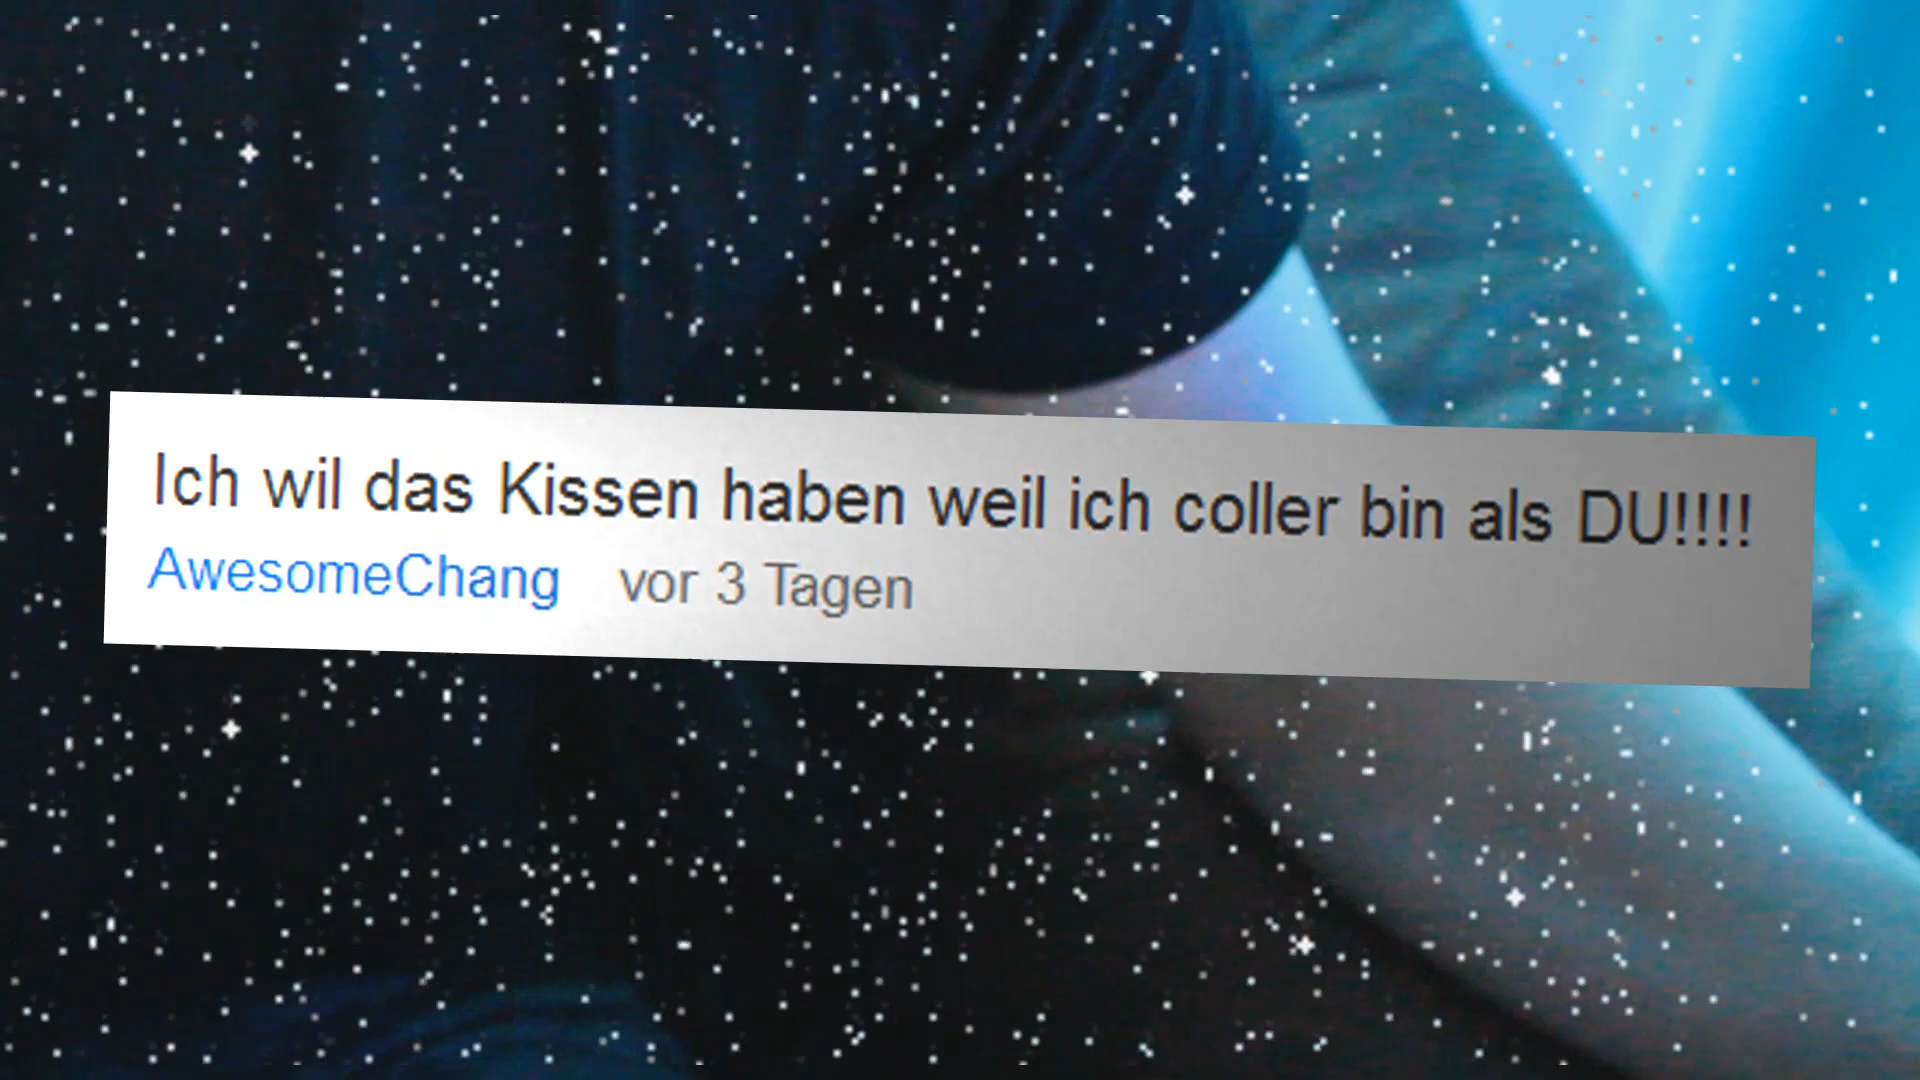 Ich wil das Kissen haben weil ich coller bin als DU!!!!
AwesomeChang vor 3 Tagen